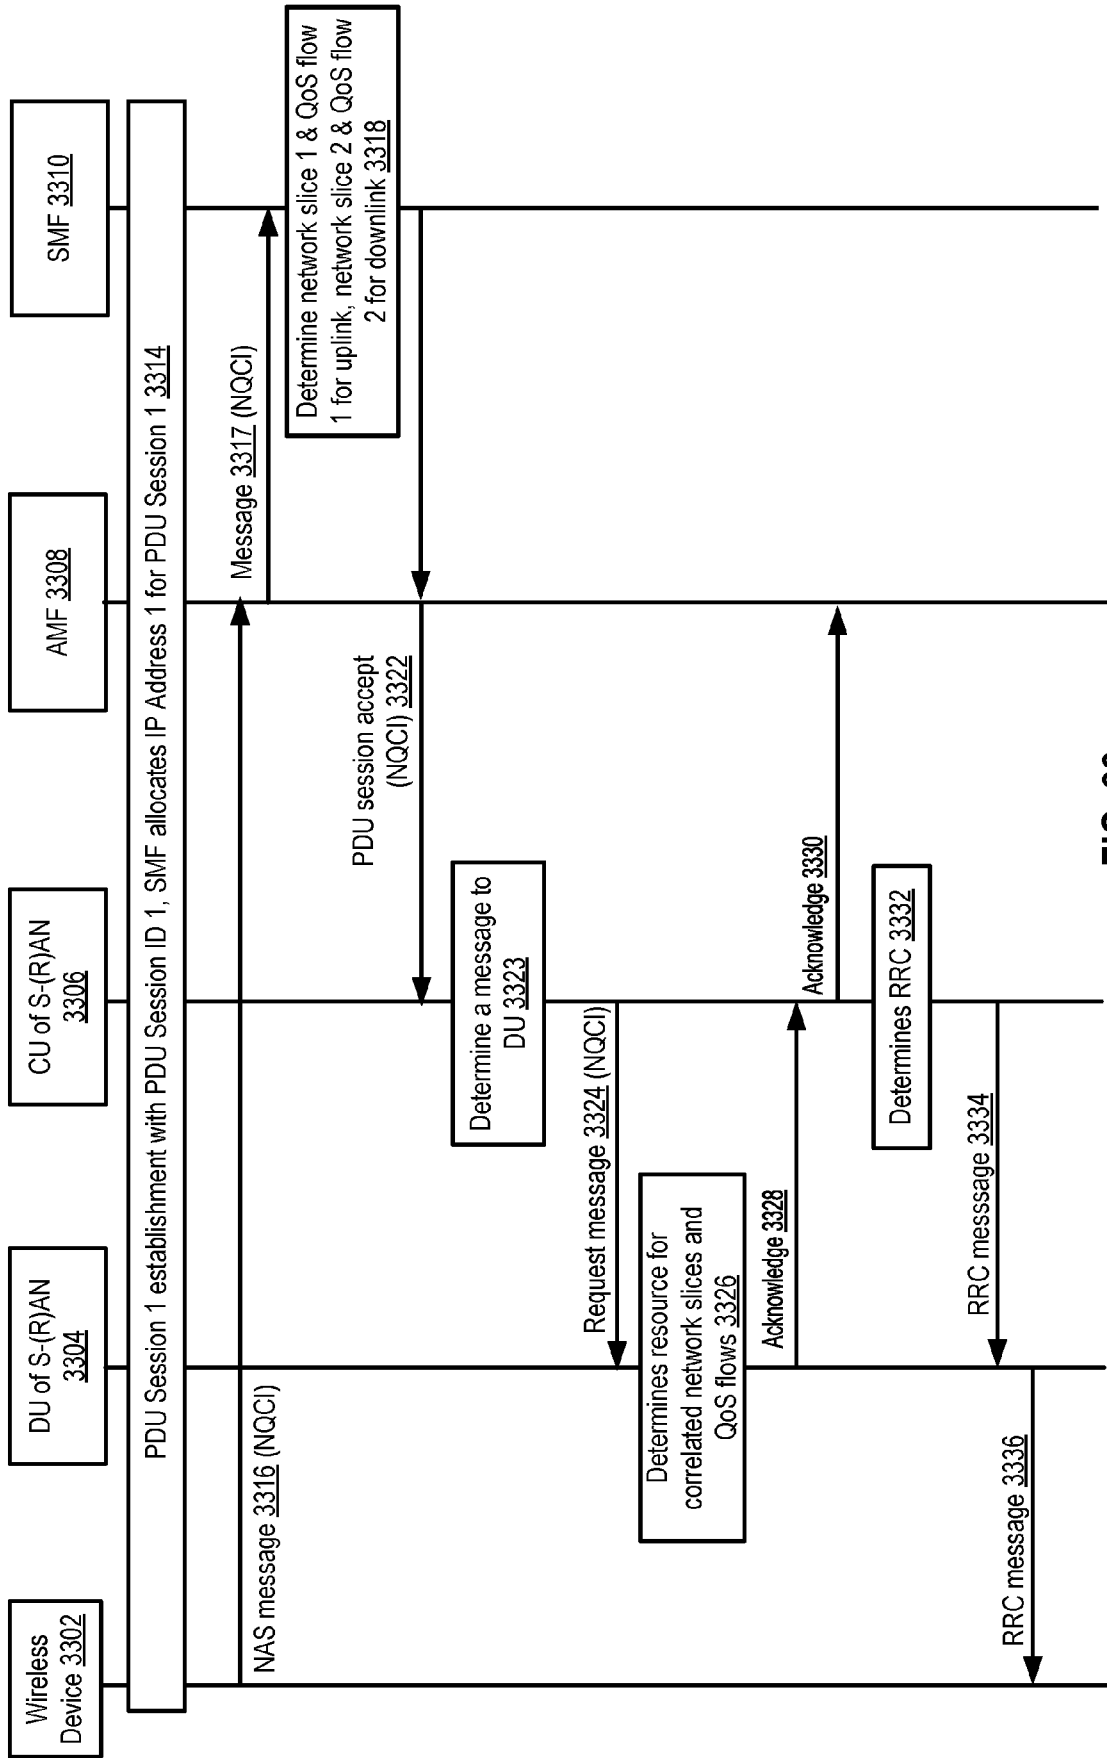 Wireless
Device 3302
DU of S-(R)AN
3304
CU of S-(R)AN
3306
AMF 3308
SMF 3310
PDU Session 1 establishment with PDU Session ID 1, SMF allocates IP Address 1 for PDU Session 1 3314
NAS message 3316 (NQCI)
Message 3317 (NQCI)
Determine network slice 1 & QoS flow
1 for uplink, network slice 2 & QoS flow
2 for downlink 3318
PDU session accept
(NQCI) 3322
Determine a message to
DU 3323
Request message 3324 (NQCI)
Determines resource for
correlated network slices and
QoS flows 3326
Acknowledge 3328
Acknowledge 3330
Determines RRC 3332
RRC messsage 3334
RRC message 3336